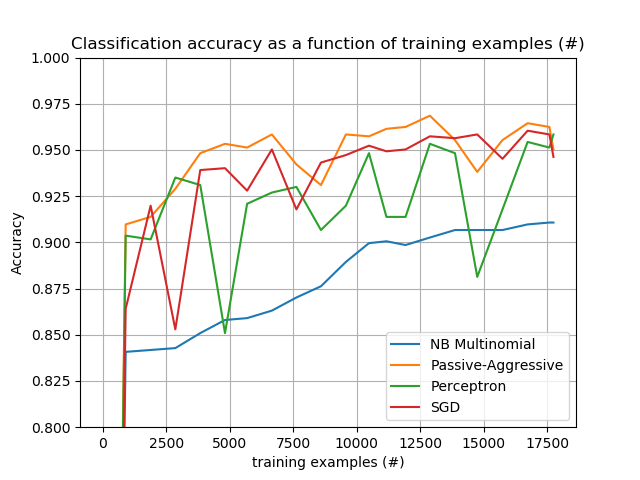 Classification accuracy as a function of training examples (#)
1.000
0.975
0.950
0.925
0.900
0.875
0.850
0.825
0.800
Accuracy
NB Multinomial
Passive-Aggressive
Perceptron
SGD
0 2500 5000 7500 10000 12500 15000 17500
training examples (#)